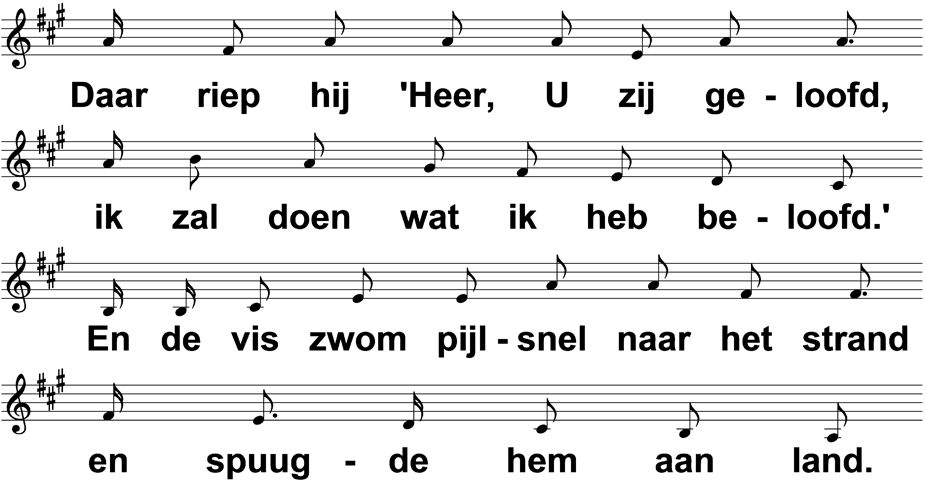 Daar riep hij 'Heer, U zij ge - loofd,
ik zal doen wat ik heb be - loofd.'
En de vis zwom pijl - snel naar het strand
en spuug - de hem aan land.